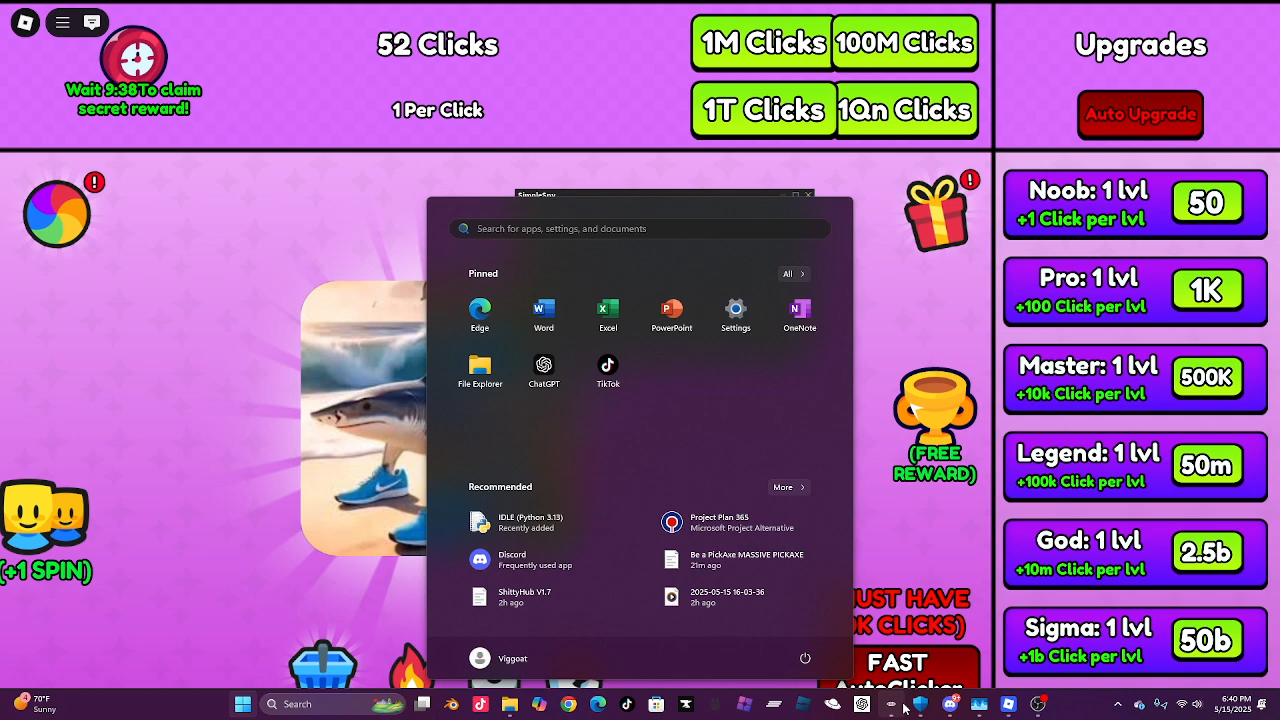 52 Clicks
1 Per Click
Wait 9:38To claim
secret reward!
1M Clicks
100M Clicks
1T Clicks
1Qn Clicks
Upgrades
Auto Upgrade
!
!
SimpleSpy
Search for apps, settings, and documents
Pinned
All
Edge
Word
Excel
PowerPoint
Settings
OneNote
File Explorer
ChatGPT
TikTok
Recommended
More
IDLE (Python 3.13)
Recently added
Project Plan 365
Microsoft Project Alternative
Discord
Frequently used app
Be a PickAxe MASSIVE PICKAXE
21m ago
ShittyHub V1.7
2h ago
2025-05-15 16-03-36
2h ago
Viggoat
(FREE
REWARD)
(+1 SPIN)
UST HAVE
K CLICKS)
FAST
AutoClicker
Noob: 1 lvl
+1 Click per lvl
50
Pro: 1 lvl
+100 Click per lvl
1K
Master: 1 lvl
+10k Click per lvl
500K
Legend: 1 lvl
+100k Click per lvl
50m
God: 1 lvl
+10m Click per lvl
2.5b
Sigma: 1 lvl
+1b Click per lvl
50b
70°F
Sunny
Search
9+
6:40 PM
5/15/2025